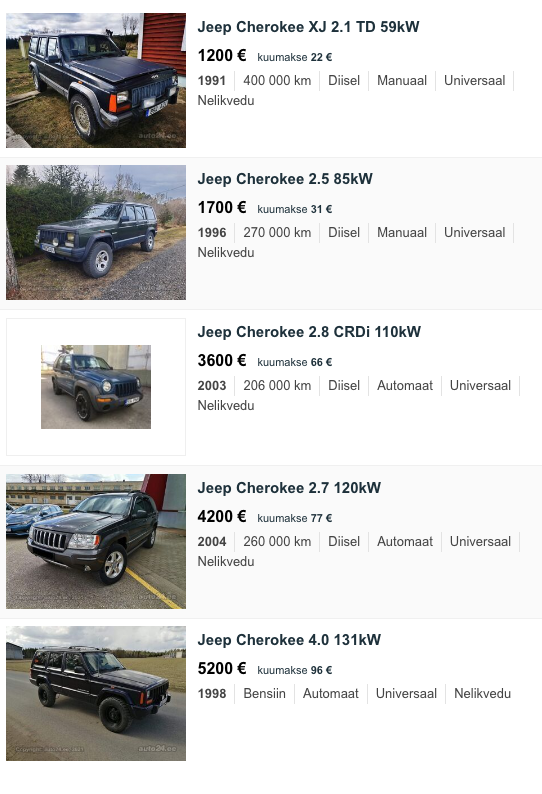 Jeep Cherokee XJ 2.1 TD 59kW
1200 € kuumakse 22 €
1991 400 000 km Diisel Manuaal Universaal
Nelikvedu
Jeep Cherokee 2.5 85kW
1700 € kuumakse 31 €
1996 270 000 km Diisel Manuaal Universaal
Nelikvedu
Jeep Cherokee 2.8 CRDi 110kW
3600 € kuumakse 66 €
2003 206 000 km Diisel Automaat Universaal
Nelikvedu
Jeep Cherokee 2.7 120kW
4200 € kuumakse 77 €
2004 260 000 km Diisel Automaat Universaal
Nelikvedu
Jeep Cherokee 4.0 131kW
5200 € kuumakse 96 €
1998 Bensiin Automaat Universaal Nelikvedu
auto24.ee